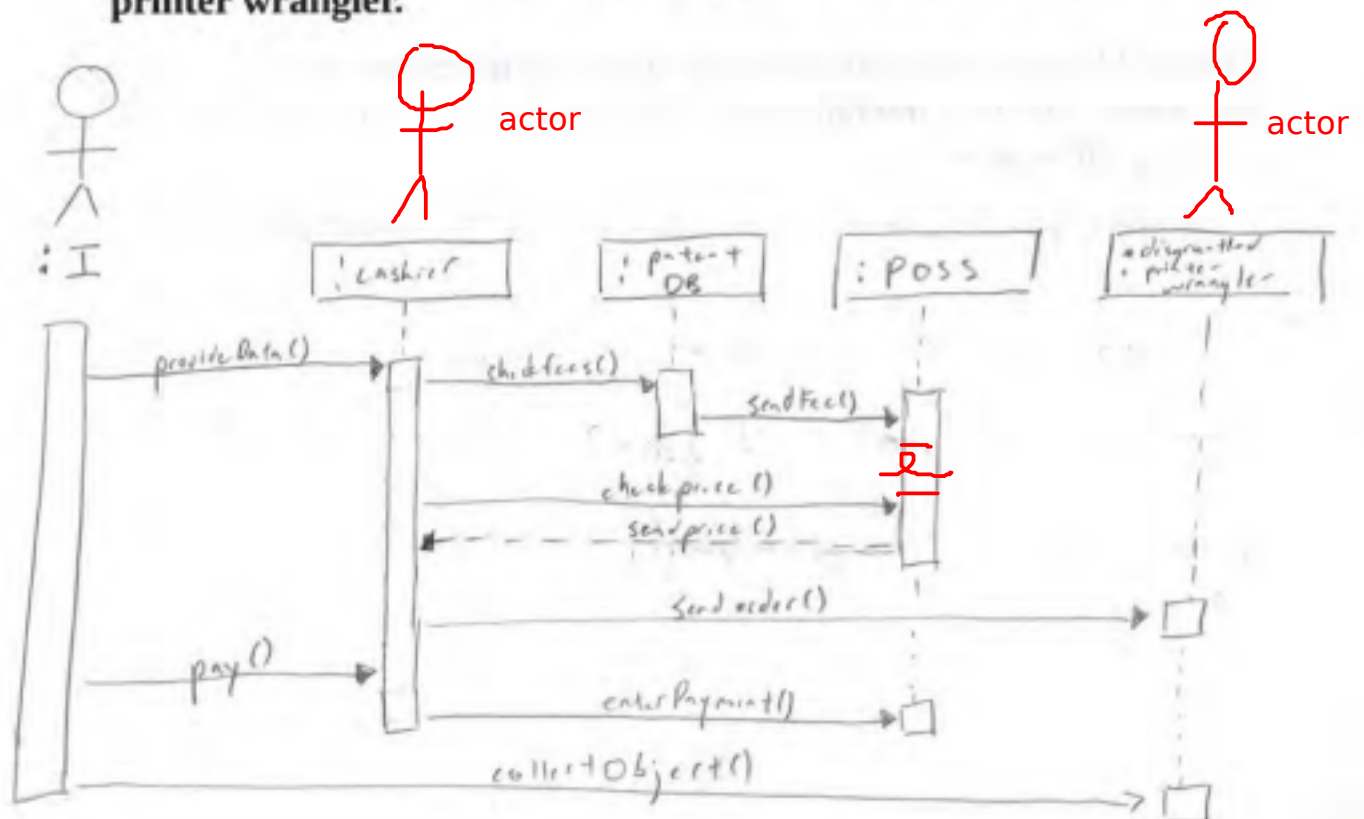 printer wrangler.
actor
actor
: I
: cashier
: patent
DB
: POSS
: disgruntled
printer
wrangler
provideData()
checkfees()
sendFee()
checkprice()
sendprice()
sendorder()
pay()
enterPayment()
collectObject()